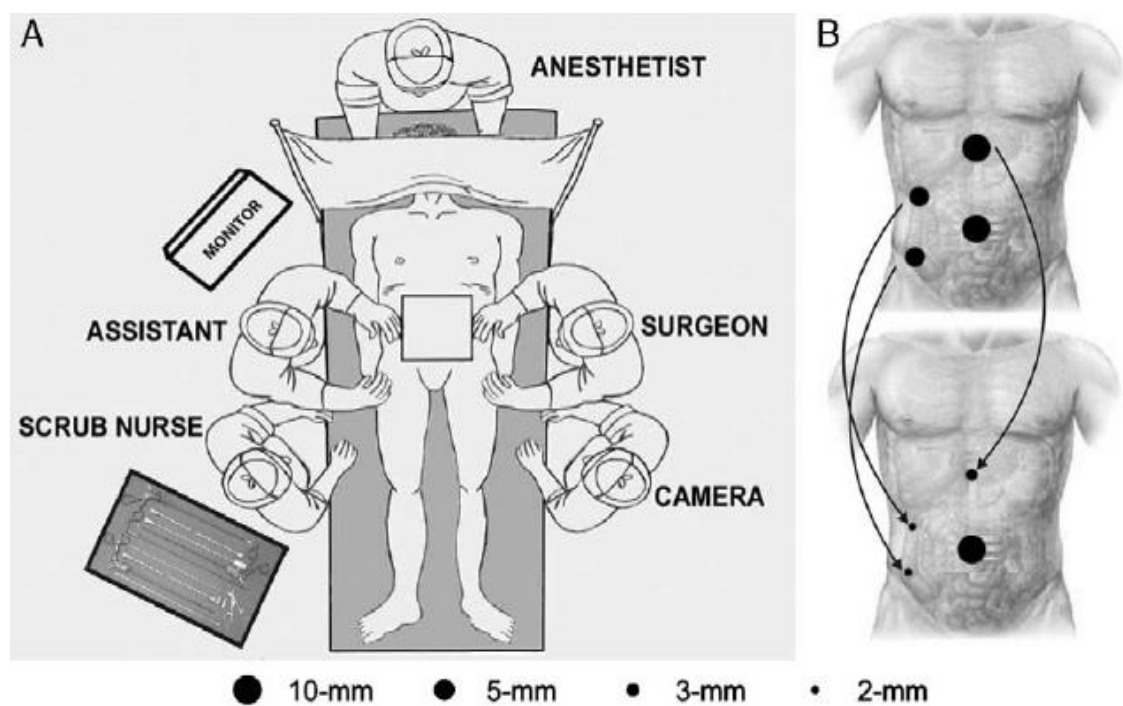 A
B
ANESTHETIST
MONITOR
ASSISTANT
SURGEON
SCRUB NURSE
CAMERA
10-mm 5-mm 3-mm 2-mm